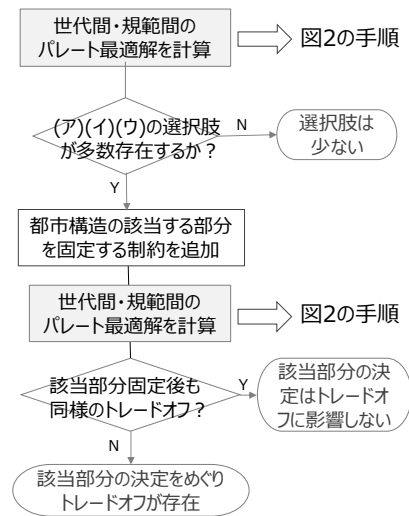 世代間・規範間の
パレート最適解を計算
図2の手順
(ア)(イ)(ウ)の選択肢
が多数存在するか？
N
選択肢は
少ない
Y
都市構造の該当する部分
を固定する制約を追加
世代間・規範間の
パレート最適解を計算
図2の手順
該当部分固定後も
同様のトレードオフ？
Y
該当部分の決
定はトレードオ
フに影響しない
N
該当部分の決定をめぐり
トレードオフが存在